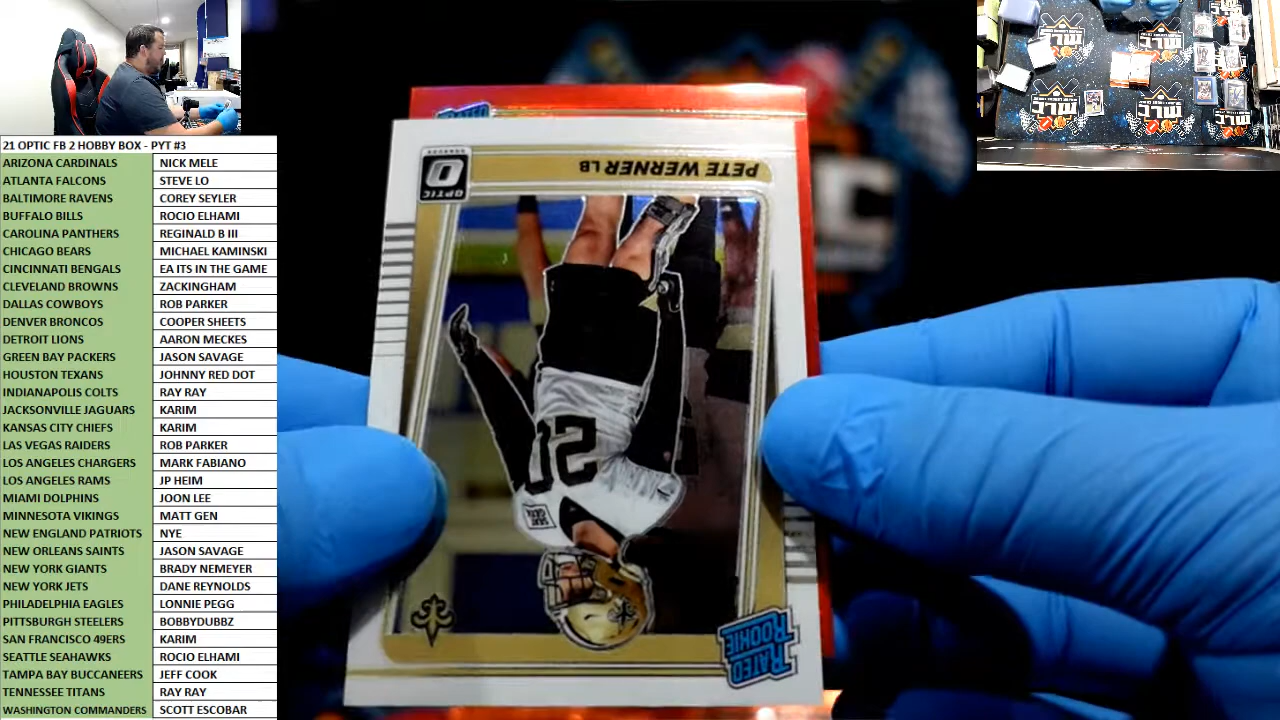 21 OPTIC FB 2 HOBBY BOX - PYT #3
ARIZONA CARDINALS NICK MELE
ATLANTA FALCONS STEVE LO
BALTIMORE RAVENS COREY SEYLER
BUFFALO BILLS ROCIO ELHAMI
CAROLINA PANTHERS REGINALD B III
CHICAGO BEARS MICHAEL KAMINSKI
CINCINNATI BENGALS EA ITS IN THE GAME
CLEVELAND BROWNS ZACKINGHAM
DALLAS COWBOYS ROB PARKER
DENVER BRONCOS COOPER SHEETS
DETROIT LIONS AARON MECKES
GREEN BAY PACKERS JASON SAVAGE
HOUSTON TEXANS JOHNNY RED DOT
INDIANAPOLIS COLTS RAY RAY
JACKSONVILLE JAGUARS KARIM
KANSAS CITY CHIEFS KARIM
LAS VEGAS RAIDERS ROB PARKER
LOS ANGELES CHARGERS MARK FABIANO
LOS ANGELES RAMS JP HEIM
MIAMI DOLPHINS JOON LEE
MINNESOTA VIKINGS MATT GEN
NEW ENGLAND PATRIOTS NYE
NEW ORLEANS SAINTS JASON SAVAGE
NEW YORK GIANTS BRADY NEMEYER
NEW YORK JETS DANE REYNOLDS
PHILADELPHIA EAGLES LONNIE PEGG
PITTSBURGH STEELERS BOBBYDUBBZ
SAN FRANCISCO 49ERS KARIM
SEATTLE SEAHAWKS ROCIO ELHAMI
TAMPA BAY BUCCANEERS JEFF COOK
TENNESSEE TITANS RAY RAY
WASHINGTON COMMANDERS SCOTT ESCOBAR
PETE WERNER LB
DONRUSS
O
OPTIC
20
SEAT
GEEK
RATED
ROOKIE